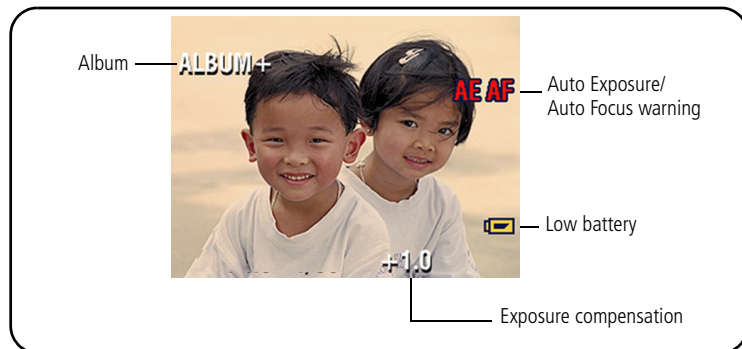 Album
ALBUM+
AE AF
Auto Exposure/
Auto Focus warning
Low battery
+1.0
Exposure compensation